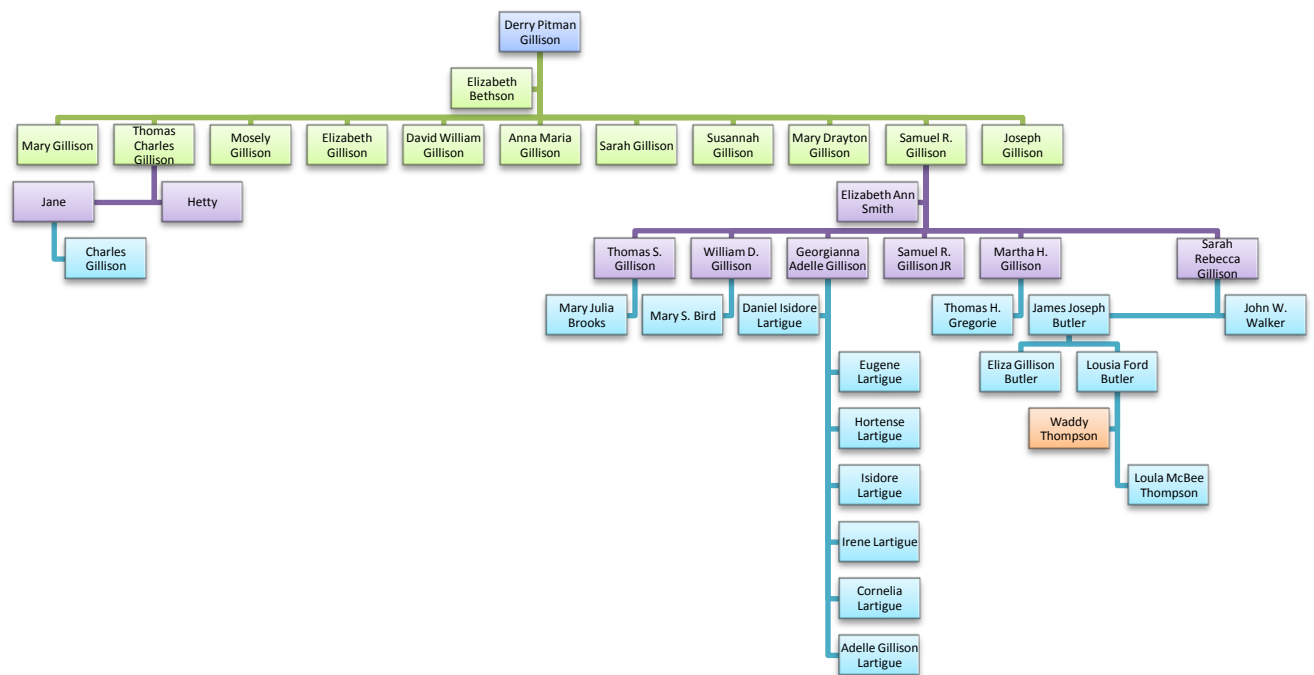 Derry Pitman
Gillison
Elizabeth
Bethson
Mary Gillison
Thomas
Charles
Gillison
Mosely
Gillison
Elizabeth
Gillison
David William
Gillison
Anna Maria
Gillison
Sarah Gillison
Susannah
Gillison
Mary Drayton
Gillison
Samuel R.
Gillison
Joseph
Gillison
Jane
Hetty
Elizabeth Ann
Smith
Charles
Gillison
Thomas S.
Gillison
William D.
Gillison
Georgianna
Adelle Gillison
Samuel R.
Gillison JR
Martha H.
Gillison
Sarah
Rebecca
Gillison
Mary Julia
Brooks
Mary S. Bird
Daniel Isidore
Lartigue
Thomas H.
Gregorie
James Joseph
Butler
John W.
Walker
Eugene
Lartigue
Eliza Gillison
Butler
Lousia Ford
Butler
Hortense
Lartigue
Waddy
Thompson
Isidore
Lartigue
Loula McBee
Thompson
Irene Lartigue
Cornelia
Lartigue
Adelle Gillison
Lartigue